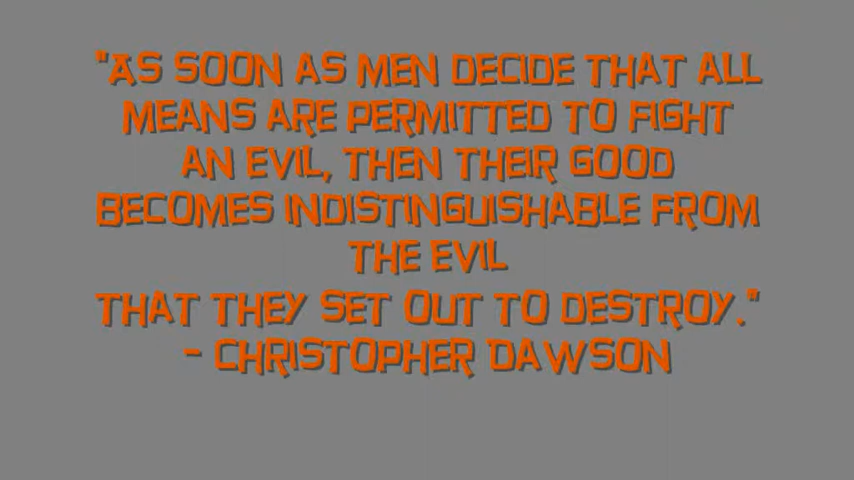 "AS SOON AS MEN DECIDE THAT ALL
MEANS ARE PERMITTED TO FIGHT
AN EVIL, THEN THEIR GOOD
BECOMES INDISTINGUISHABLE FROM
THE EVIL
THAT THEY SET OUT TO DESTROY."
- CHRISTOPHER DAWSON